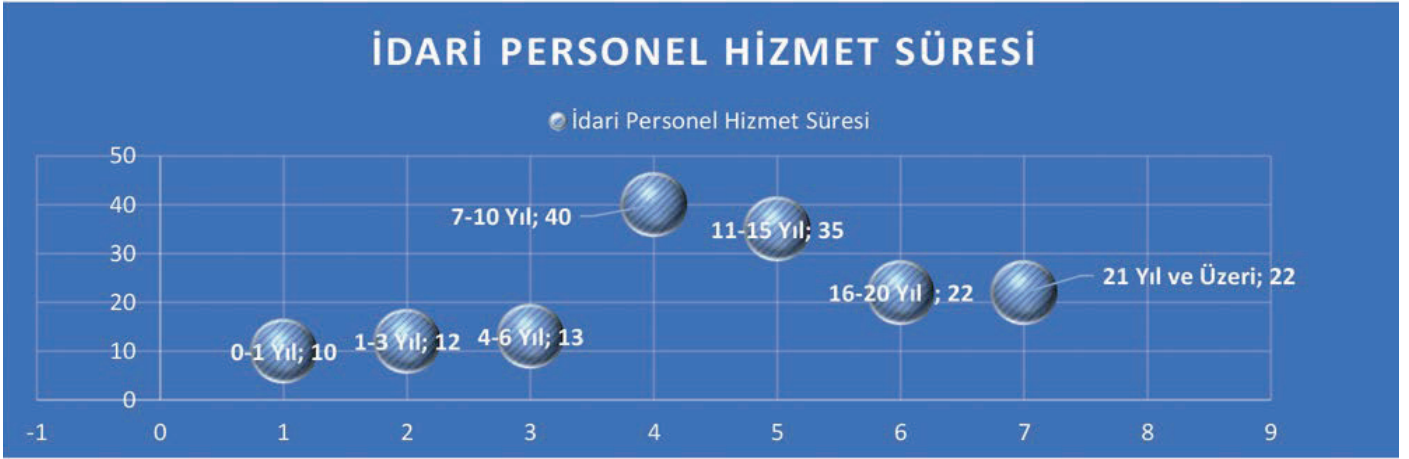 İDARİ PERSONEL HİZMET SÜRESİ
İdari Personel Hizmet Süresi
50
40
30
20
10
0
7-10 Yıl; 40
11-15 Yıl; 35
21 Yıl ve Üzeri; 22
16-20 Yıl ; 22
0-1 Yıl; 10
1-3 Yıl; 12
4-6 Yıl; 13
-1 0 1 2 3 4 5 6 7 8 9